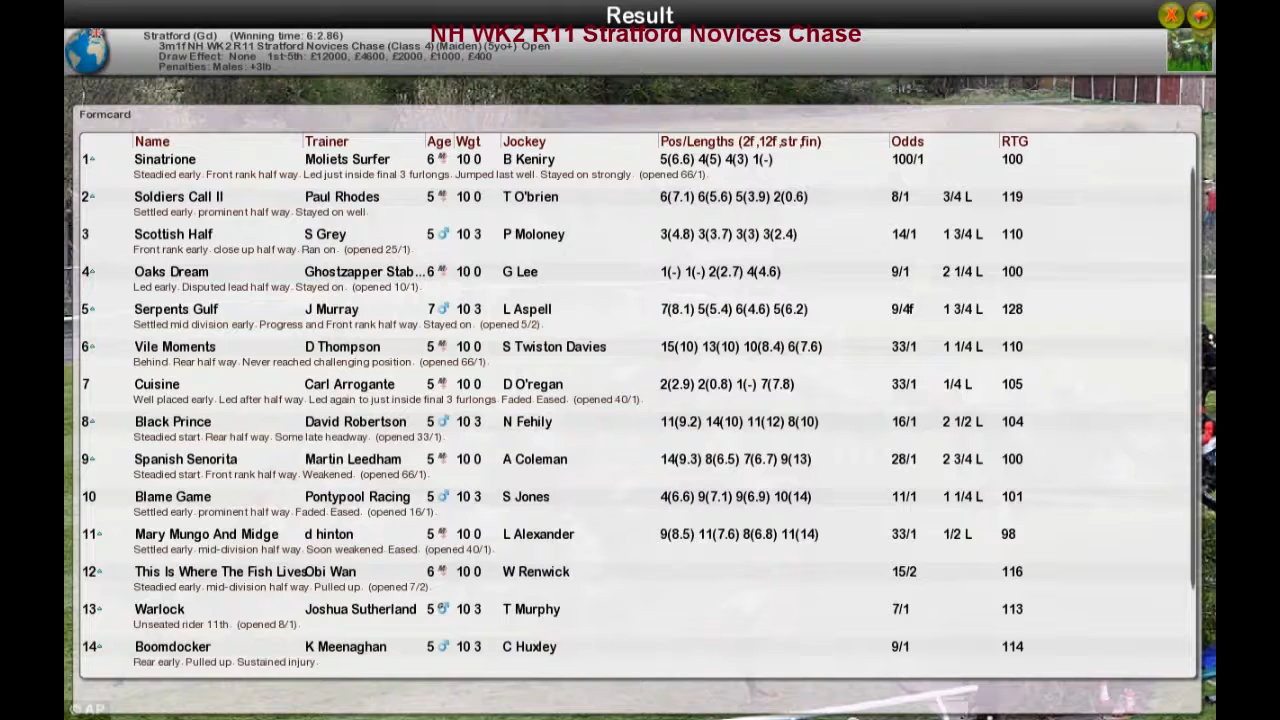 Result
NH WK2 R11 Stratford Novices Chase
Stratford (Gd) (Winning time: 6:2.86)
3m1f NH WK2 R11 Stratford Novices Chase (Class 4) (Maiden) (5yo+) Open
Draw Effect: None 1st-5th: £12000, £4600, £2000, £1000, £400
Penalties: Males: +3lb.
Formcard
Name Trainer Age Wgt Jockey Pos/Lengths (2f,12f,str,fin) Odds RTG
1 Sinatrione Moliets Surfer 6 10 0 B Keniry 5(6.6) 4(5) 4(3) 1(-) 100/1 100
Steadied early. Front rank half way. Led just inside final 3 furlongs. Jumped last well. Stayed on strongly. (opened 66/1).
2 Soldiers Call II Paul Rhodes 5 10 0 T O'brien 6(7.1) 6(5.6) 5(3.9) 2(0.6) 8/1 3/4 L 119
Settled early. prominent half way. Stayed on well.
3 Scottish Half S Grey 5 10 3 P Moloney 3(4.8) 3(3.7) 3(3) 3(2.4) 14/1 1 3/4 L 110
Front rank early. close up half way. Ran on. (opened 25/1).
4 Oaks Dream Ghostzapper Stab... 6 10 0 G Lee 1(-) 1(-) 2(2.7) 4(4.6) 9/1 2 1/4 L 100
Led early. Disputed lead half way. Stayed on. (opened 10/1).
5 Serpents Gulf J Murray 7 10 3 L Aspell 7(8.1) 5(5.4) 6(4.6) 5(6.2) 9/4f 1 3/4 L 128
Settled mid division early. Progress and Front rank half way. Stayed on. (opened 5/2).
6 Vile Moments D Thompson 5 10 0 S Twiston Davies 15(10) 13(10) 10(8.4) 6(7.6) 33/1 1 1/4 L 110
Behind. Rear half way. Never reached challenging position. (opened 66/1).
7 Cuisine Carl Arrogante 5 10 0 D O'regan 2(2.9) 2(0.8) 1(-) 7(7.8) 33/1 1/4 L 105
Well placed early. Led after half way. Led again to just inside final 3 furlongs. Faded. Eased. (opened 40/1).
8 Black Prince David Robertson 5 10 3 N Fehily 11(9.2) 14(10) 11(12) 8(10) 16/1 2 1/2 L 104
Steadied start. Rear half way. Some late headway. (opened 33/1).
9 Spanish Senorita Martin Leedham 5 10 0 A Coleman 14(9.3) 8(6.5) 7(6.7) 9(13) 28/1 2 3/4 L 100
Steadied start. Front rank half way. Weakened. (opened 66/1).
10 Blame Game Pontypool Racing 5 10 3 S Jones 4(6.6) 9(7.1) 9(6.9) 10(14) 11/1 1 1/4 L 101
Settled early. prominent half way. Faded. Eased. (opened 16/1).
11 Mary Mungo And Midge d hinton 5 10 0 L Alexander 9(8.5) 11(7.6) 8(6.8) 11(14) 33/1 1/2 L 98
Settled early. mid-division half way. Soon weakened. Eased. (opened 40/1).
12 This Is Where The Fish Lives Obi Wan 6 10 0 W Renwick 15/2 116
Steadied early. mid-division half way. Pulled up. (opened 7/2).
13 Warlock Joshua Sutherland 5 10 3 T Murphy 7/1 113
Unseated rider 11th. (opened 8/1).
14 Boomdocker K Meenaghan 5 10 3 C Huxley 9/1 114
Rear early. Pulled up. Sustained injury.
© AP